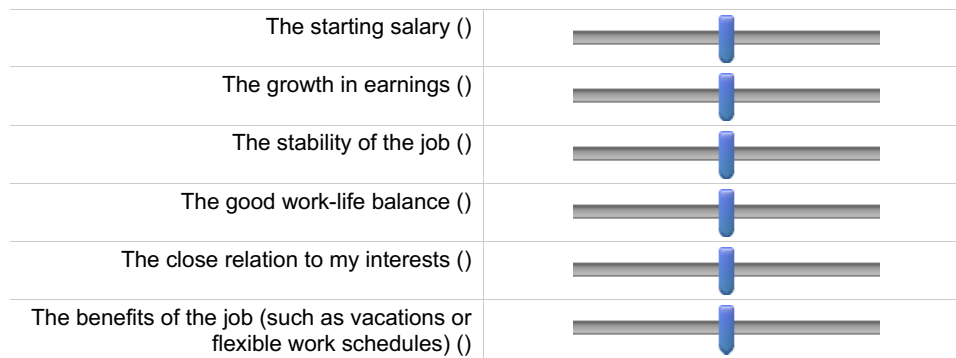 The starting salary ()
The growth in earnings ()
The stability of the job ()
The good work-life balance ()
The close relation to my interests ()
The benefits of the job (such as vacations or
flexible work schedules) ()